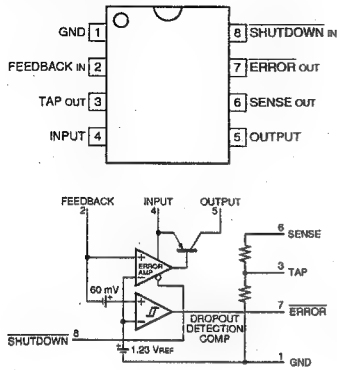 GND 1
8 SHUTDOWN IN
FEEDBACK IN 2
7 ERROR OUT
TAP OUT 3
6 SENSE OUT
INPUT 4
5 OUTPUT
FEEDBACK
2
INPUT
4
OUTPUT
5
6 SENSE
ERROR
AMP
3 TAP
60 mV
7 ERROR
DROPOUT
DETECTION
COMP
SHUTDOWN 8
1.23 VREF
1 GND